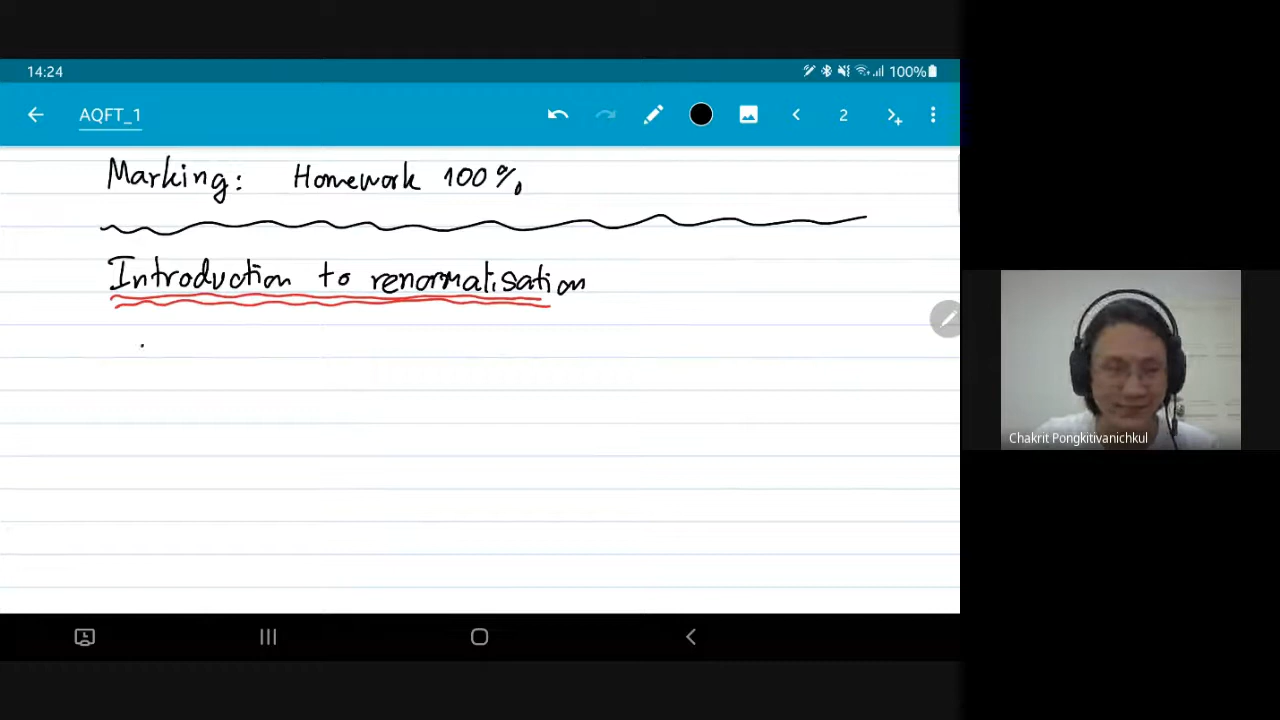 14:24
100%
AQFT_1
2
Marking: Homework 100%
Introduction to renormalisation
Chakrit Pongkitivanichkul